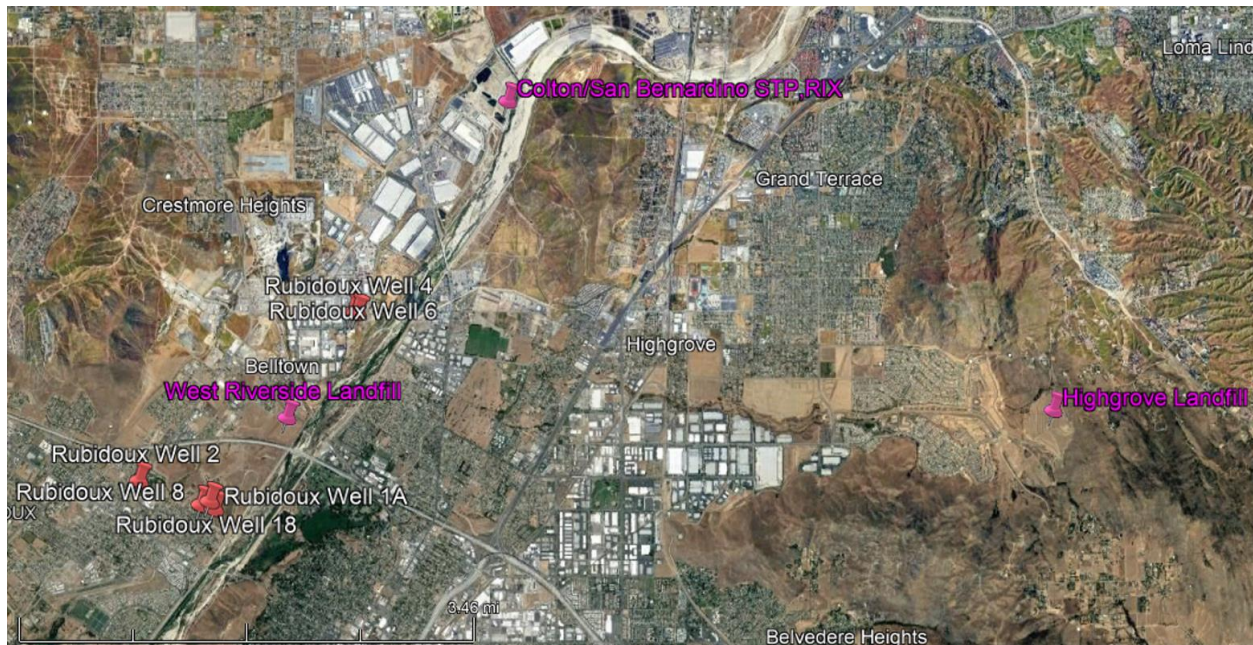 Loma Lind
Colton/San Bernardino STP,RIX
Grand Terrace
Crestmore Heights
Rubidoux Well 4
Rubidoux Well 6
Highgrove
Belltown
West Riverside Landfill
Highgrove Landfill
Rubidoux Well 2
Rubidoux Well 8
Rubidoux Well 1A
OUX
Rubidoux Well 18
3.46 mi
Belvedere Heights